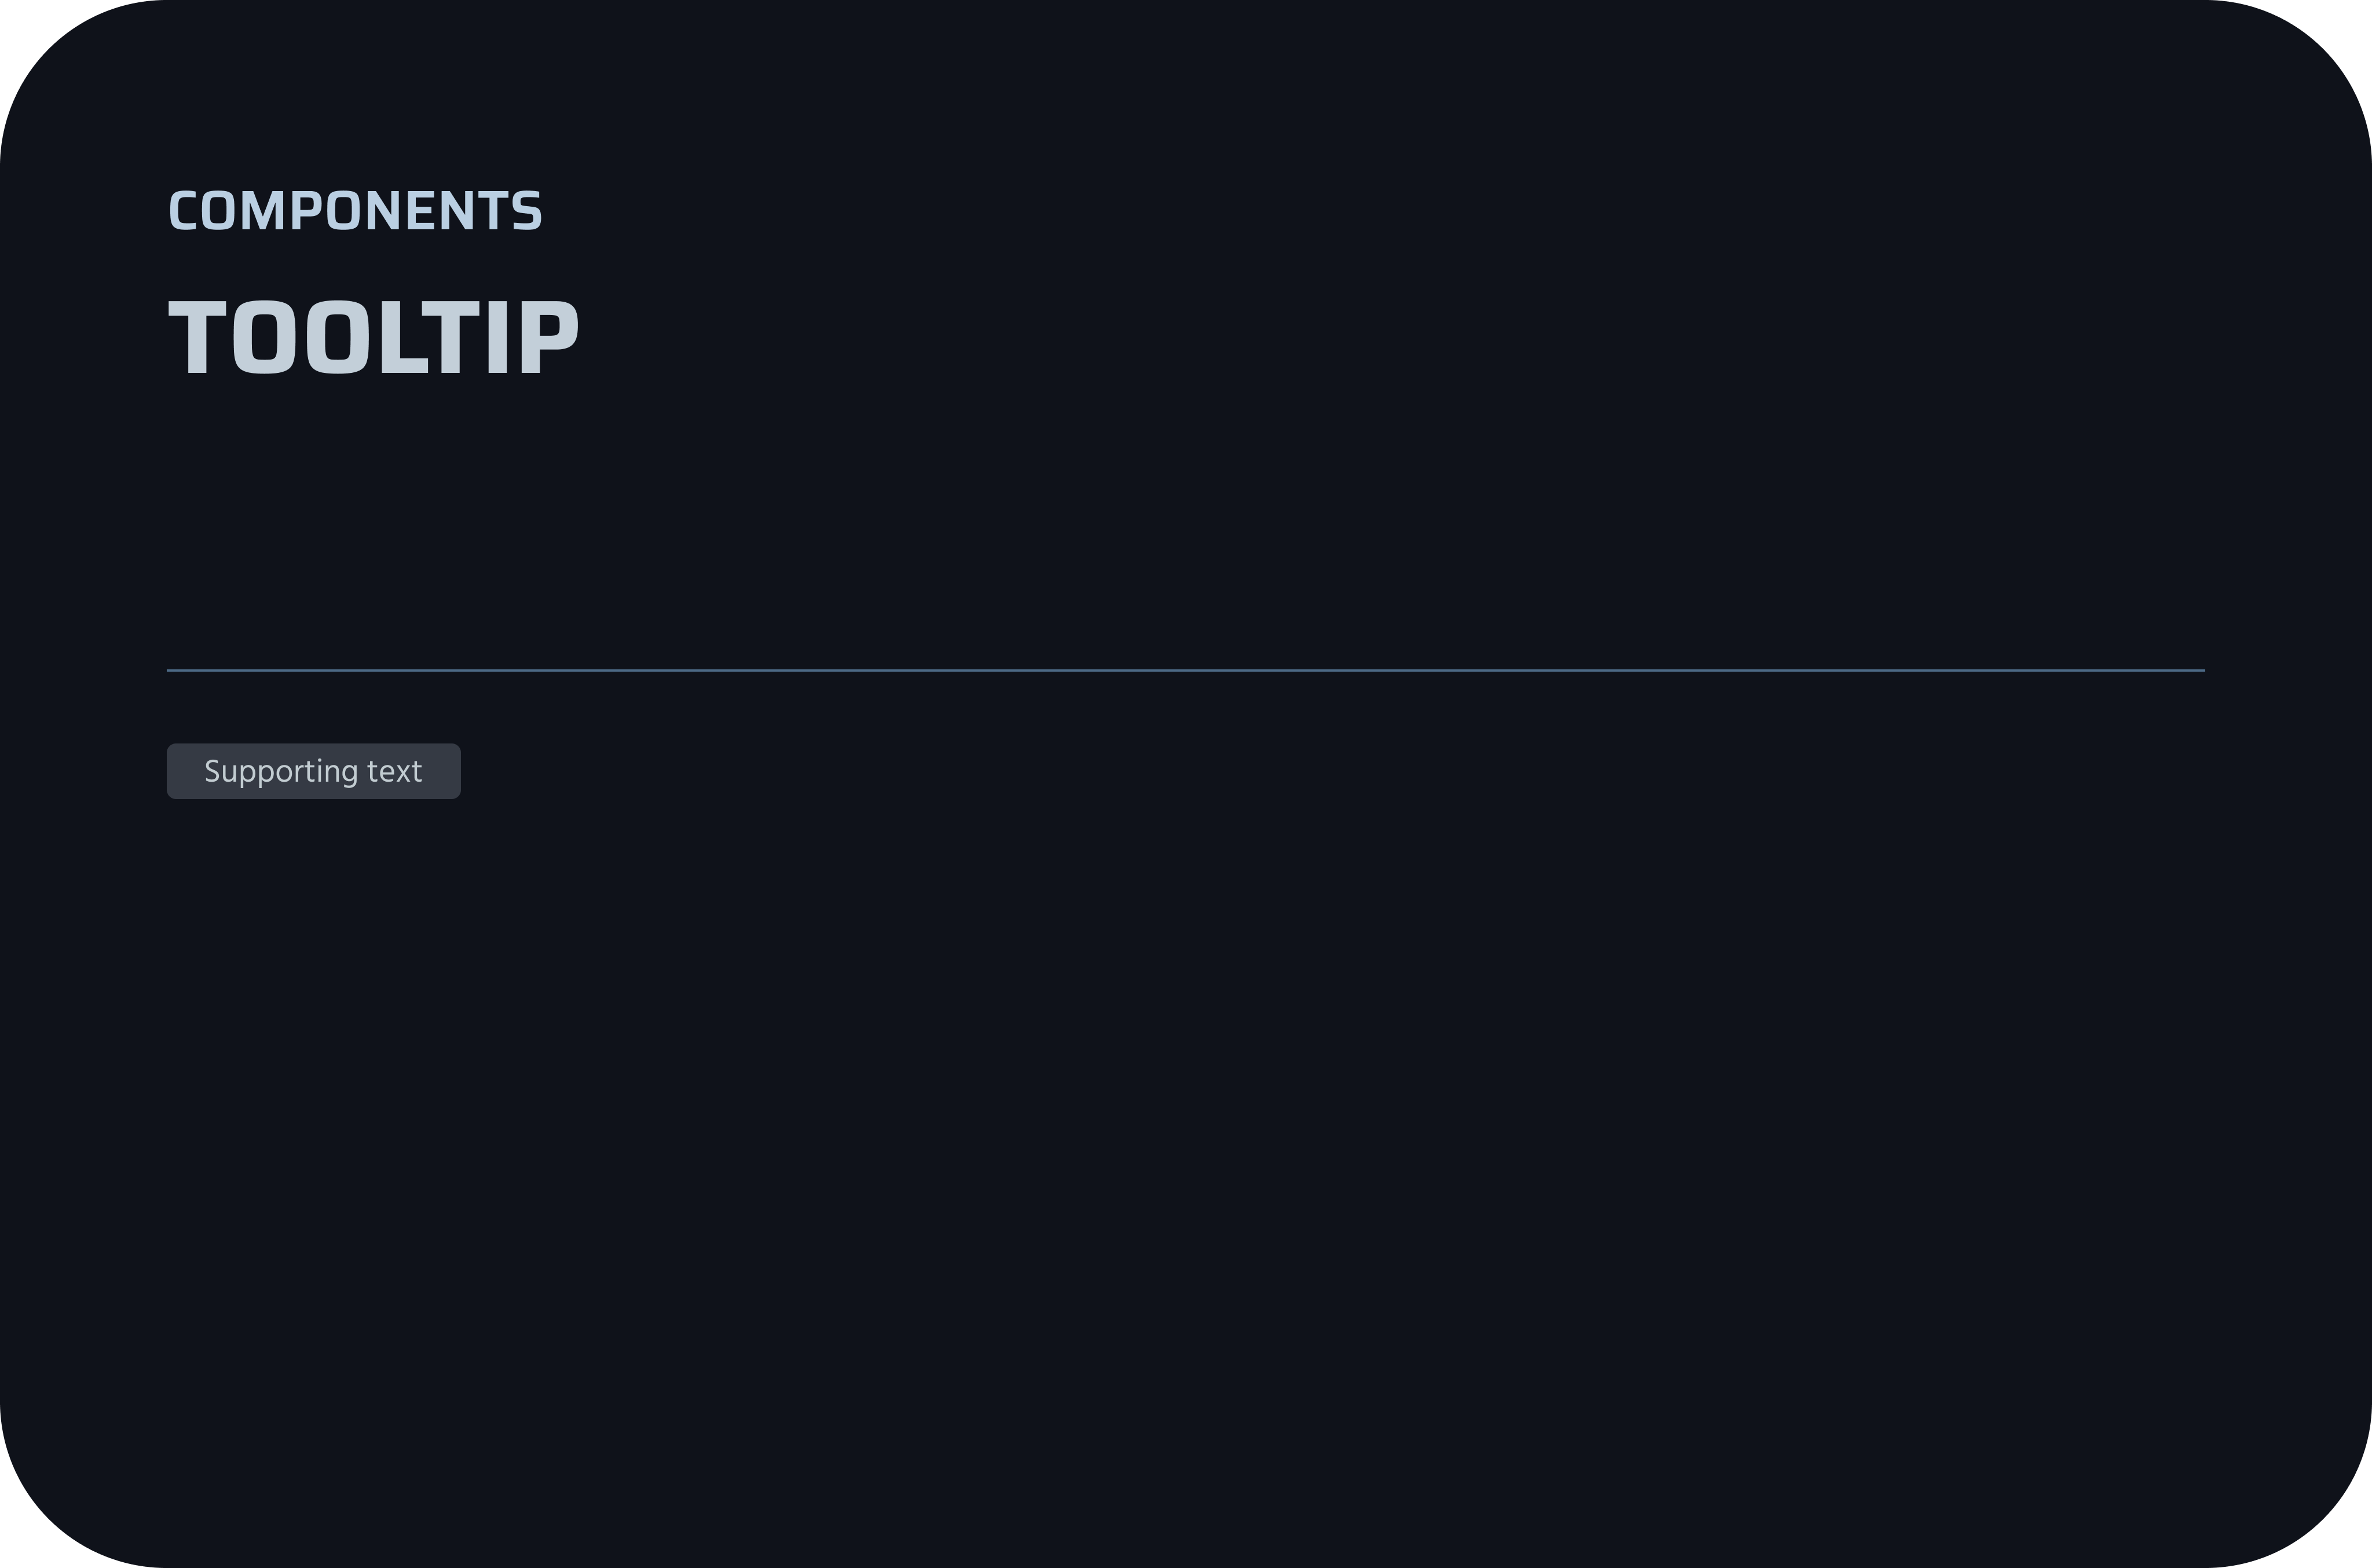 COMPONENTS
TOOLTIP
Supporting text